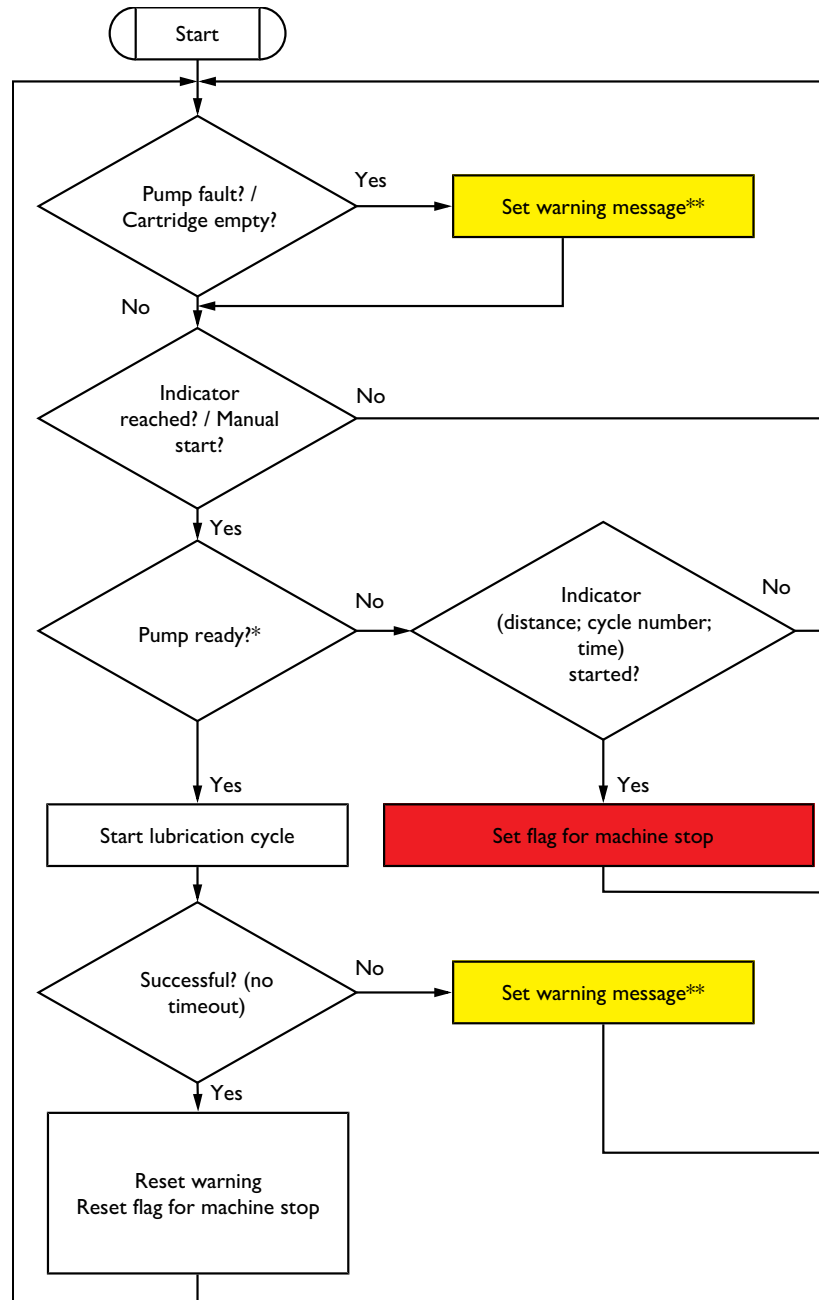 Start
Pump fault? /
Cartridge empty?
Yes
Set warning message**
No
Indicator
reached? / Manual
start?
No
Yes
Pump ready?*
No
Indicator
(distance; cycle number;
time)
started?
No
Yes
Yes
Start lubrication cycle
Set flag for machine stop
Successful? (no
timeout)
No
Set warning message**
Yes
Reset warning
Reset flag for machine stop